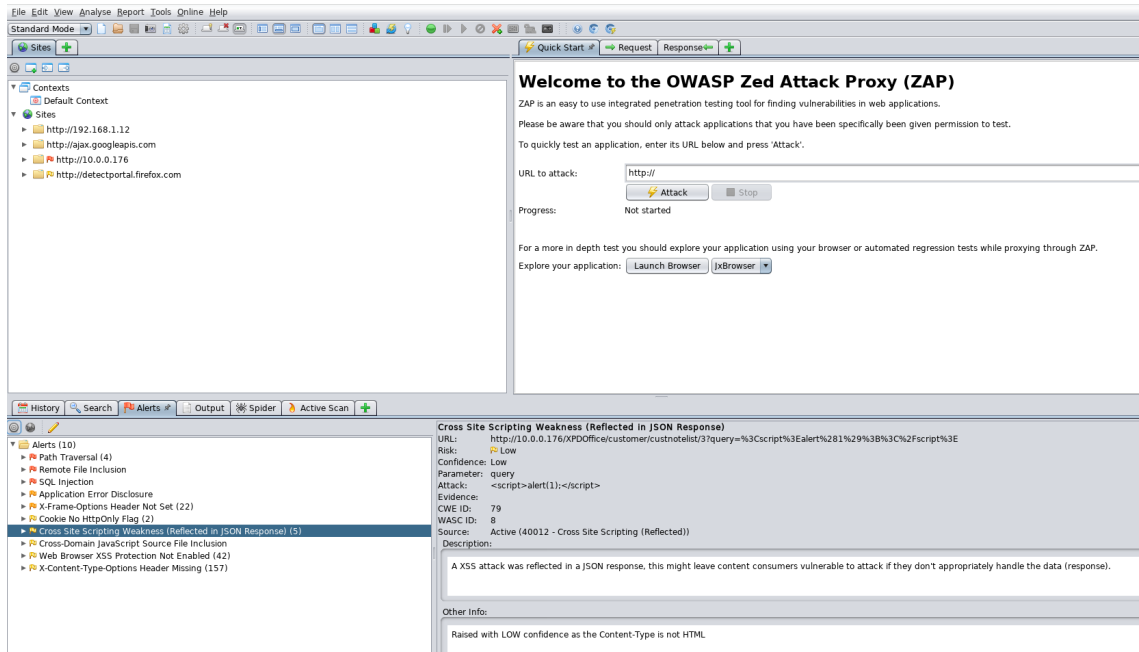 File Edit View Analyse Report Tools Online Help
Standard Mode
Sites
Quick Start
Request
Response
Contexts
Default Context
Sites
http://192.168.1.12
http://ajax.googleapis.com
http://10.0.0.176
http://detectportal.firefox.com
Welcome to the OWASP Zed Attack Proxy (ZAP)
ZAP is an easy to use integrated penetration testing tool for finding vulnerabilities in web applications.
Please be aware that you should only attack applications that you have been specifically been given permission to test.
To quickly test an application, enter its URL below and press 'Attack'.
URL to attack: http://
Attack Stop
Progress: Not started
For a more in depth test you should explore your application using your browser or automated regression tests while proxying through ZAP.
Explore your application: Launch Browser JxBrowser
History Search Alerts Output Spider Active Scan
Alerts (10)
Path Traversal (4)
Remote File Inclusion
SQL Injection
Application Error Disclosure
X-Frame-Options Header Not Set (22)
Cookie No HttpOnly Flag (2)
Cross Site Scripting Weakness (Reflected in JSON Response) (5)
Cross-Domain JavaScript Source File Inclusion
Web Browser XSS Protection Not Enabled (42)
X-Content-Type-Options Header Missing (157)
Cross Site Scripting Weakness (Reflected in JSON Response)
URL: http://10.0.0.176/XPDOffice/customer/custnotelist/3?query=%3Cscript%3Ealert%281%29%3B%3C%2Fscript%3E
Risk: Low
Confidence: Low
Parameter: query
Attack: <script>alert(1);</script>
Evidence:
CWE ID: 79
WASC ID: 8
Source: Active (40012 - Cross Site Scripting (Reflected))
Description:
A XSS attack was reflected in a JSON response, this might leave content consumers vulnerable to attack if they don't appropriately handle the data (response).
Other Info:
Raised with LOW confidence as the Content-Type is not HTML